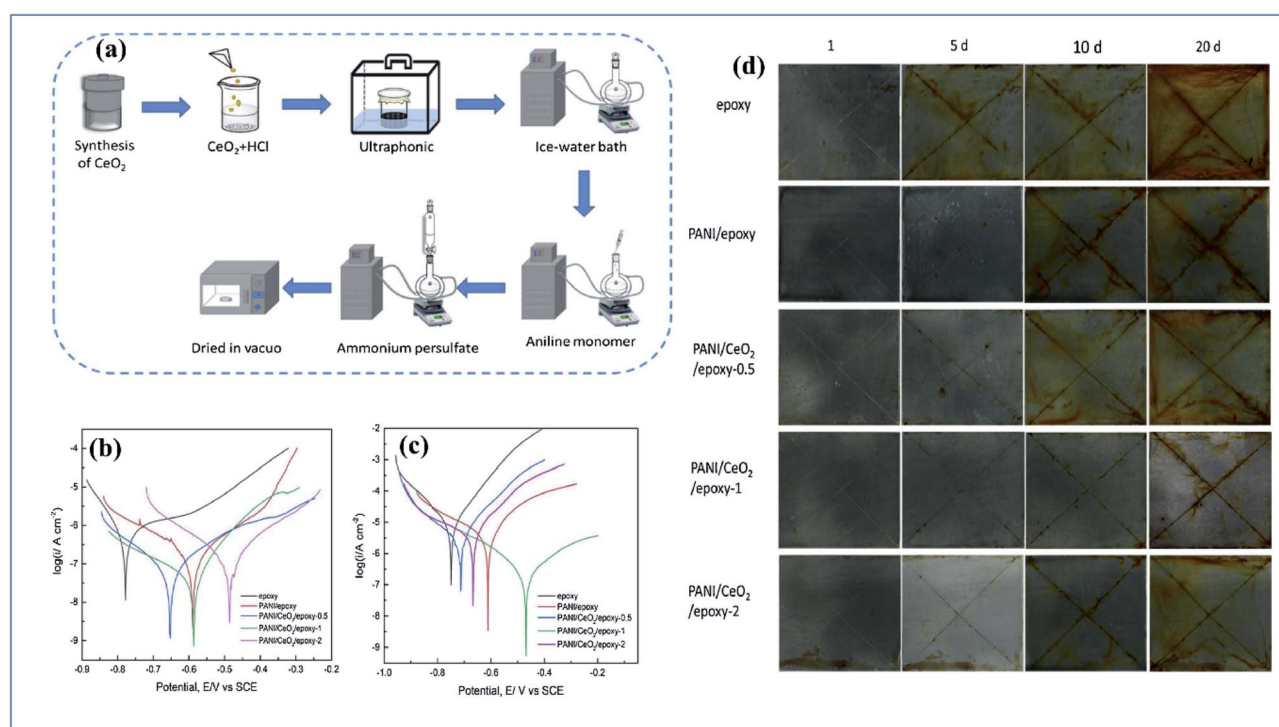 (a)
Synthesis
of CeO2
CeO2+HCl
Ultraphonic
Ice-water bath
Dried in vacuo
Ammonium persulfate
Aniline monomer
(b)
log(i/ A cm-2)
-4
-5
-6
-7
-8
-9
epoxy
PANI/epoxy
PANI/CeO2/epoxy-0.5
PANI/CeO2/epoxy-1
PANI/CeO2/epoxy-2
-0.9 -0.8 -0.7 -0.6 -0.5 -0.4 -0.3 -0.2
Potential, E/V vs SCE
(c)
log(i/A cm-2)
-2
-3
-4
-5
-6
-7
-8
-9
epoxy
PANI/epoxy
PANI/CeO2/epoxy-0.5
PANI/CeO2/epoxy-1
PANI/CeO2/epoxy-2
-1.0 -0.8 -0.6 -0.4 -0.2
Potential, E/ V vs SCE
(d)
1 5 d 10 d 20 d
epoxy
PANI/epoxy
PANI/CeO2
/epoxy-0.5
PANI/CeO2
/epoxy-1
PANI/CeO2
/epoxy-2